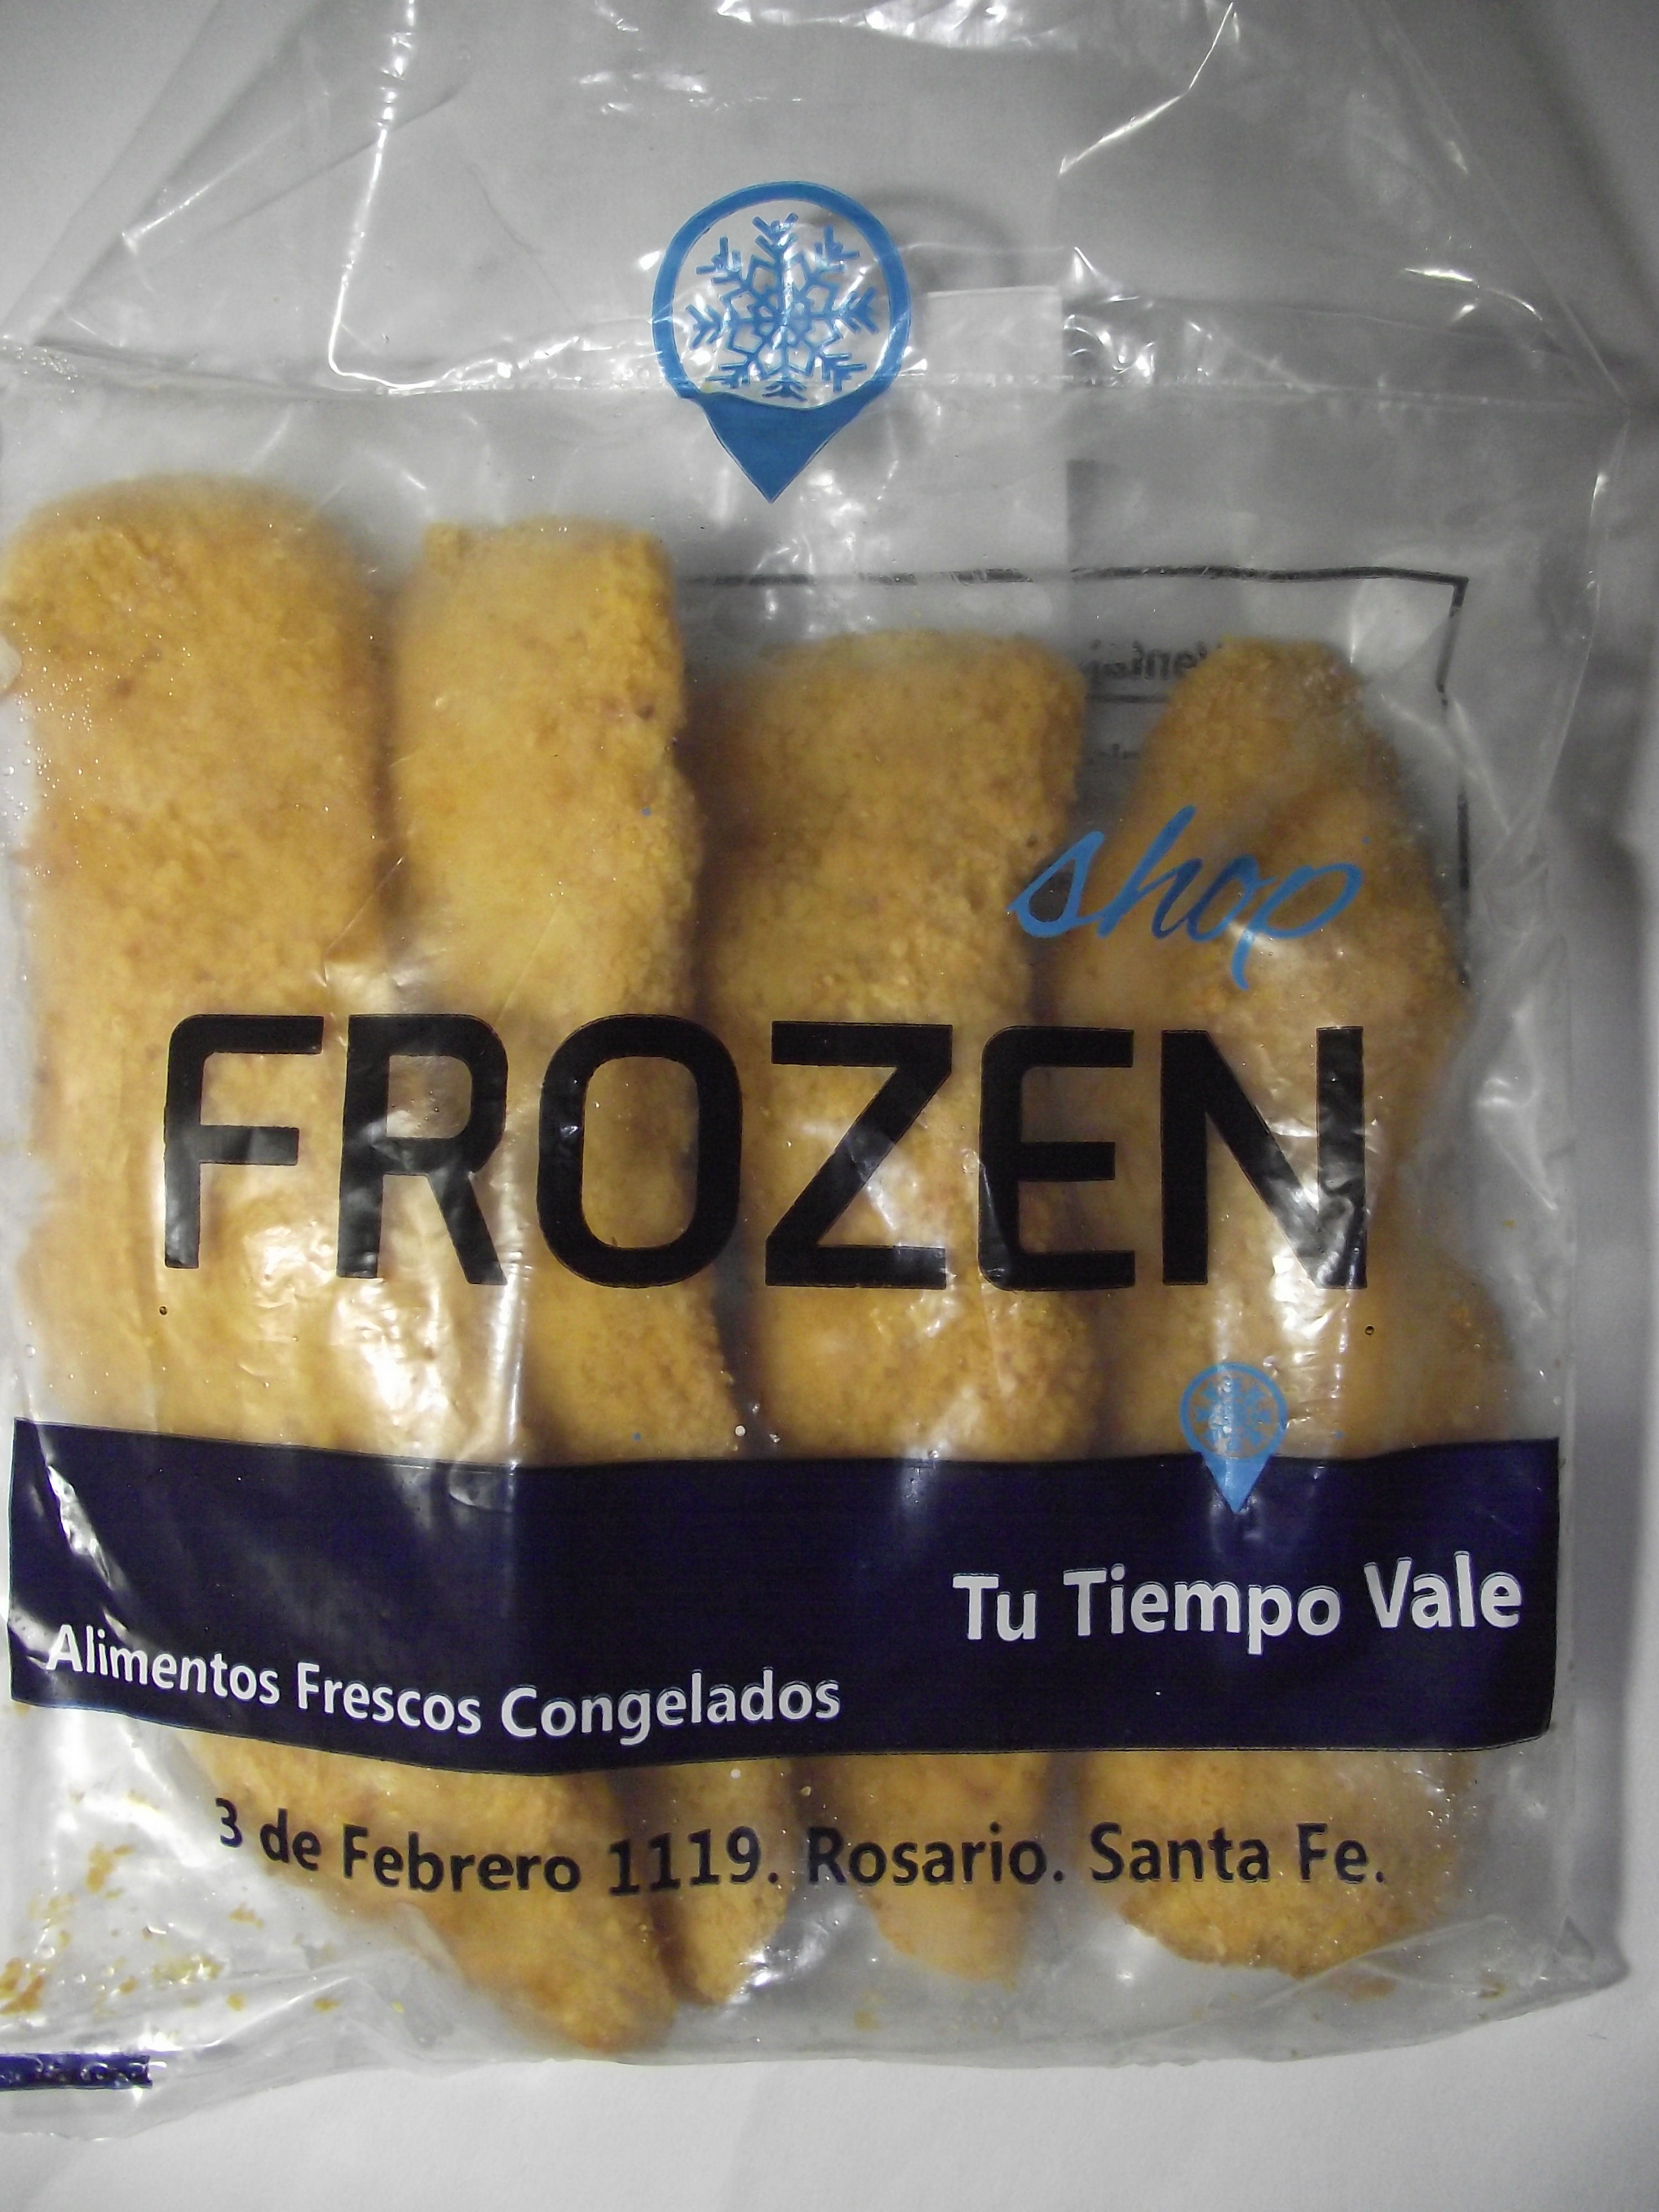 shop
FROZEN
Tu Tiempo Vale
Alimentos Frescos Congelados
3 de Febrero 1119. Rosario. Santa Fe.